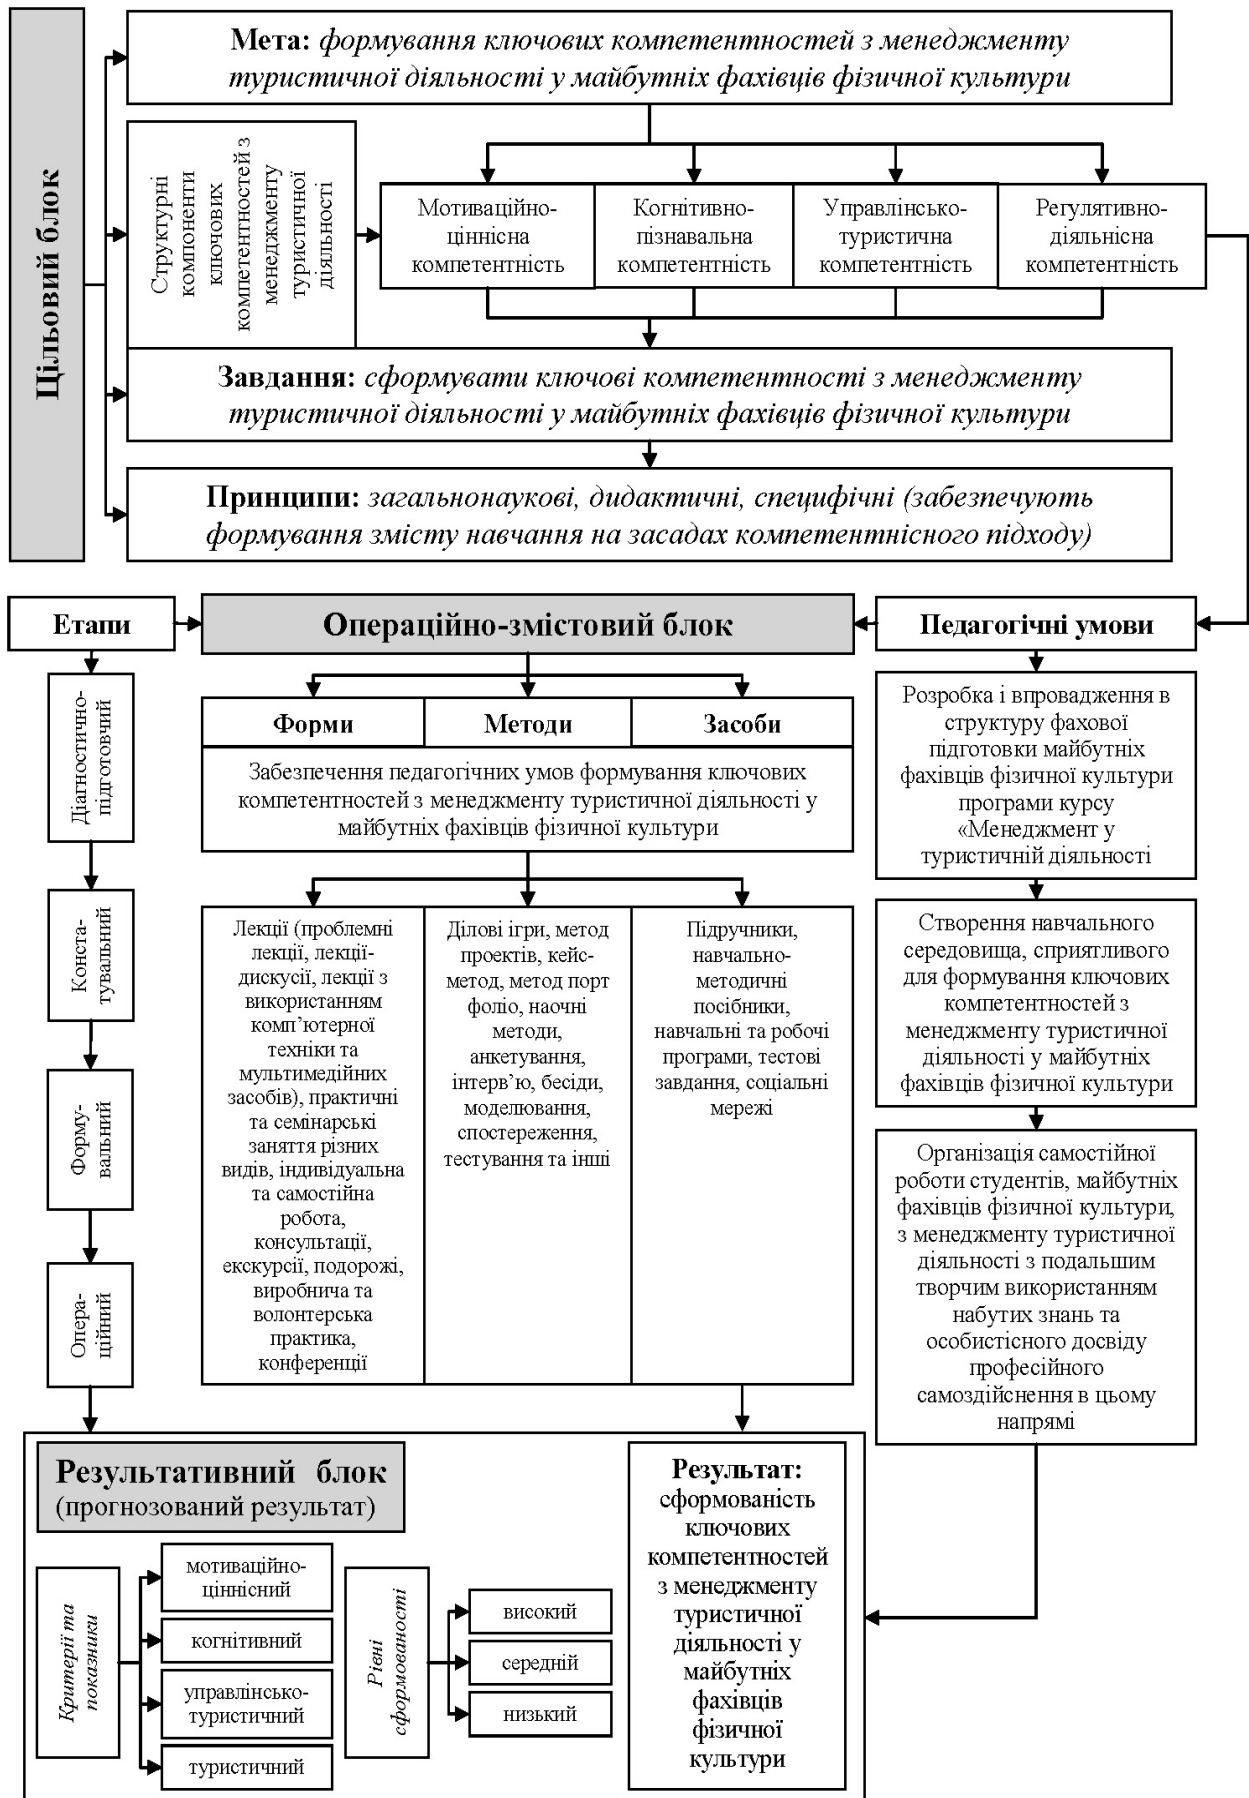 Цільовий блок
Мета: формування ключових компетентностей з менеджменту
туристичної діяльності у майбутніх фахівців фізичної культури
Структурні
компоненти
ключових
компетентностей з
менеджменту
туристичної
діяльності
Мотиваційно-
ціннісна
компетентність
Когнітивно-
пізнавальна
компетентність
Управлінсько-
туристична
компетентність
Регулятивно-
діяльнісна
компетентність
Завдання: сформувати ключові компетентності з менеджменту
туристичної діяльності у майбутніх фахівців фізичної культури
Принципи: загальнонаукові, дидактичні, специфічні (забезпечують
формування змісту навчання на засадах компетентнісного підходу)
Етапи
Операційно-змістовий блок
Педагогічні умови
Діагностично-
підготовчий
Конста-
тувальний
Форму-
вальний
Опера-
ційний
Форми
Методи
Засоби
Забезпечення педагогічних умов формування ключових
компетентностей з менеджменту туристичної діяльності у
майбутніх фахівців фізичної культури
Лекції (проблемні
лекції, лекції-
дискусії, лекції з
використанням
комп’ютерної
техніки та
мультимедійних
засобів), практичні
та семінарські
заняття різних
видів, індивідуальна
та самостійна
робота,
консультації,
екскурсії, подорожі,
виробнича та
волонтерська
практика,
конференції
Ділові ігри, метод
проектів, кейс-
метод, метод порт
фоліо, наочні
методи,
анкетування,
інтерв’ю, бесіди,
моделювання,
спостереження,
тестування та інші
Підручники,
навчально-
методичні
посібники,
навчальні та робочі
програми, тестові
завдання, соціальні
мережі
Розробка і впровадження в
структуру фахової
підготовки майбутніх
фахівців фізичної культури
програми курсу
«Менеджмент у
туристичній діяльності
Створення навчального
середовища, сприятливого
для формування ключових
компетентностей з
менеджменту туристичної
діяльності у майбутніх
фахівців фізичної культури
Організація самостійної
роботи студентів, майбутніх
фахівців фізичної культури,
з менеджменту туристичної
діяльності з подальшим
творчим використанням
набутих знань та
особистісного досвіду
професійного
самоздійснення в цьому
напрямі
Результативний блок
(прогнозований результат)
Критерії та
показники
мотиваційно-
ціннісний
когнітивний
управлінсько-
туристичний
туристичний
Рівні
сформованості
високий
середній
низький
Результат:
сформованість
ключових
компетентностей
з менеджменту
туристичної
діяльності у
майбутніх
фахівців
фізичної
культури